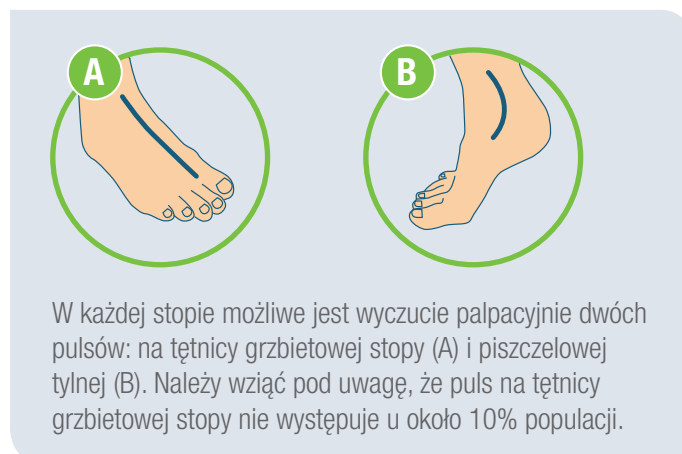 A
B
W każdej stopie możliwe jest wyczucie palpacyjnie dwóch
pulsów: na tętnicy grzbietowej stopy (A) i piszczelowej
tylnej (B). Należy wziąć pod uwagę, że puls na tętnicy
grzbietowej stopy nie występuje u około 10% populacji.